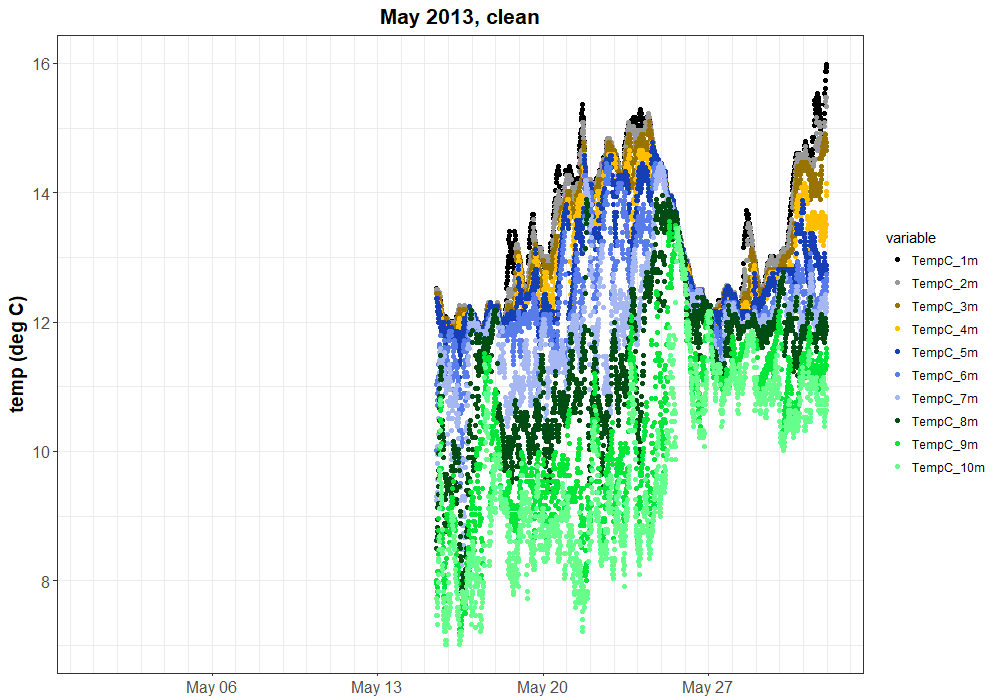 May 2013, clean
temp (deg C)
16
14
12
10
8
May 06
May 13
May 20
May 27
variable
TempC_1m
TempC_2m
TempC_3m
TempC_4m
TempC_5m
TempC_6m
TempC_7m
TempC_8m
TempC_9m
TempC_10m